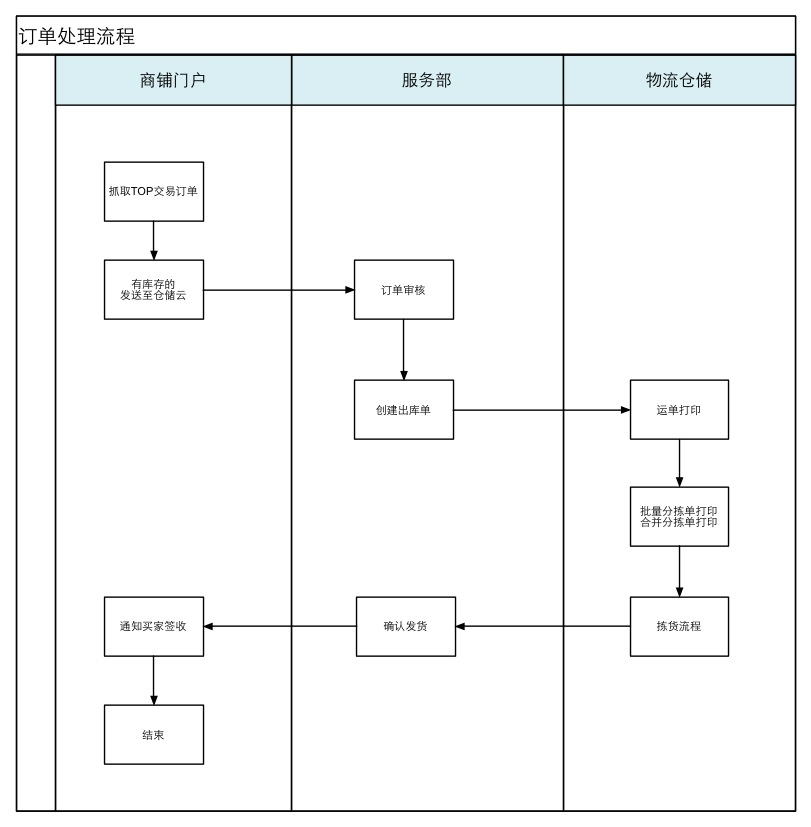 订单处理流程
商铺门户
服务部
物流仓储
抓取TOP交易订单
有库存的
发送至仓储云
订单审核
创建出库单
运单打印
批量分拣单打印
合并分拣单打印
通知买家签收
确认发货
拣货流程
结束